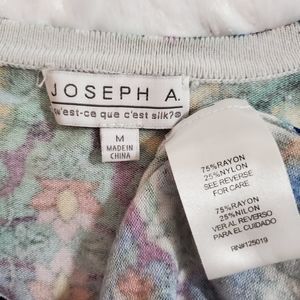 JOSEPH A.
qu'est-ce que c'est silk?®
M
MADE IN
CHINA
75%RAYON
25%NYLON
SEE REVERSE
FOR CARE
75%RAYON
25%NILON
VER AL REVERSO
PARA EL CUIDADO
RN#125019